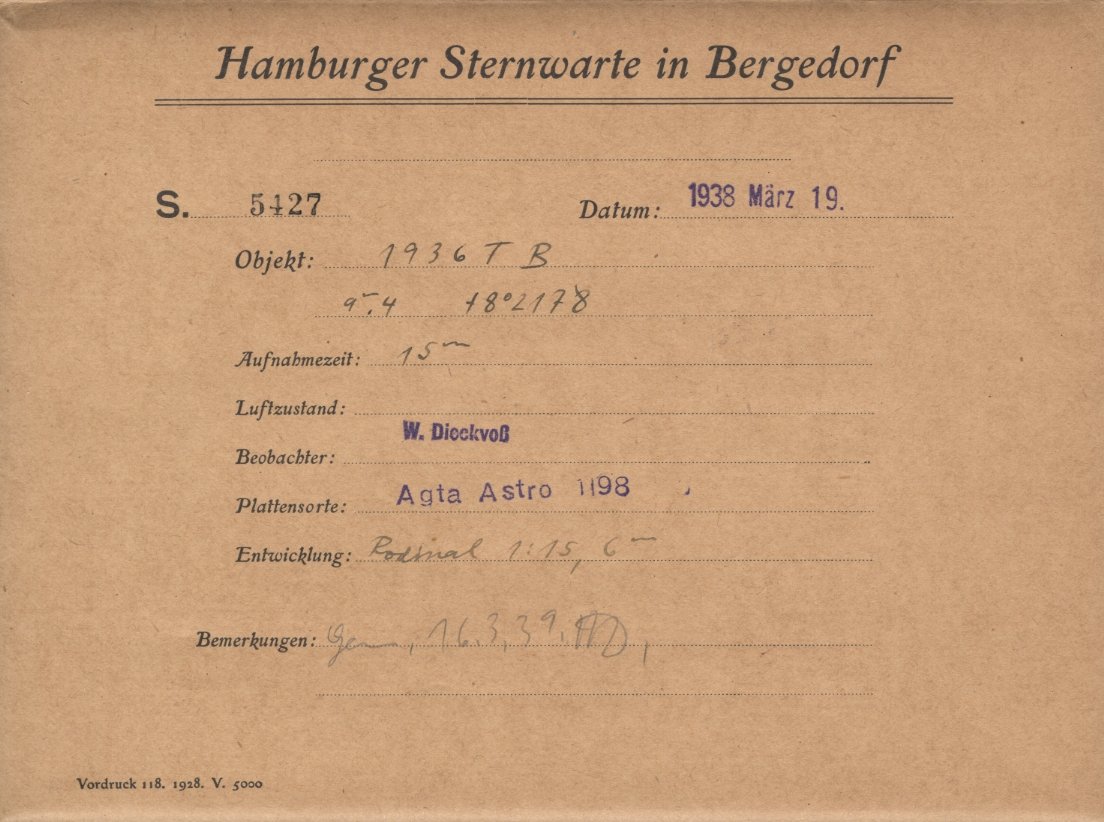 Hamburger Sternwarte in Bergedorf
S. 5427 Datum: 1938 März 19.
Objekt: 1936 T B
9ᵐ.4 +8°2178
Aufnahmezeit: 15ᵐ
Luftzustand:
W. Dieckvoß
Beobachter:
Plattensorte: Agfa Astro 1198
Entwicklung: Rodinal 1:15, 6ᵐ
Bemerkungen: 16.3.39.
Vordruck 118. 1928. V. 5000